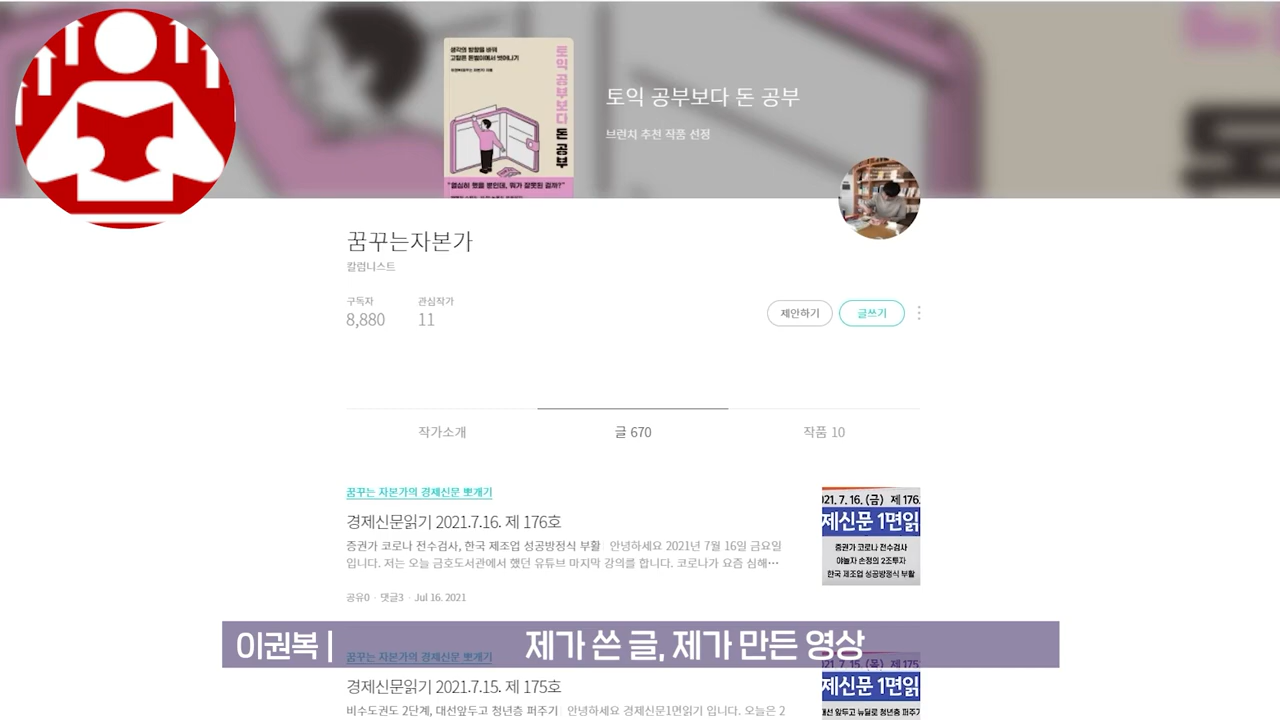 생각의 방향을 바꿔
고달픈 돈벌이에서 벗어나기
토익 공부보다 돈 공부
"열심히 했을 뿐인데, 뭐가 잘못된 걸까?"
토익 공부보다 돈 공부
브런치 추천 작품 선정
꿈꾸는자본가
칼럼니스트
구독자 관심작가
8,880 11
제안하기 글쓰기
작가소개 글 670 작품 10
꿈꾸는 자본가의 경제신문 뽀개기
경제신문읽기 2021.7.16. 제 176호
증권가 코로나 전수검사, 한국 제조업 성공방정식 부활 | 안녕하세요 2021년 7월 16일 금요일
입니다. 저는 오늘 금호도서관에서 했던 유튜브 마지막 강의를 합니다. 코로나가 요즘 심해…
공유0 · 댓글3 · Jul 16. 2021
21. 7. 16. (금) 제 176
제신문 1면읽
증권가 코로나 전수검사
야놀자 손정의 2조투자
한국 제조업 성공방정식 부활
이권복 | 제가 쓴 글, 제가 만든 영상
꿈꾸는 자본가의 경제신문 뽀개기
경제신문읽기 2021.7.15. 제 175호
비수도권도 2단계, 대선앞두고 청년층 퍼주기 | 안녕하세요 경제신문1면읽기 입니다. 오늘은 2
21. 7. 15. (목) 제 175
제신문 1면읽
대선 앞두고 뉴딜로 청년층 퍼주기